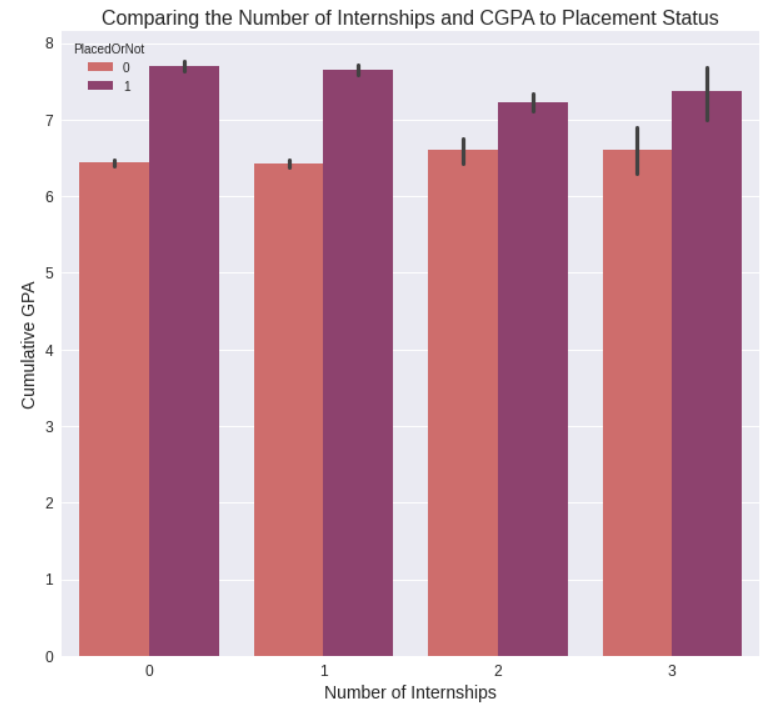 Comparing the Number of Internships and CGPA to Placement Status
PlacedOrNot
0
1
8
7
6
5
4
3
2
1
0
Cumulative GPA
0 1 2 3
Number of Internships